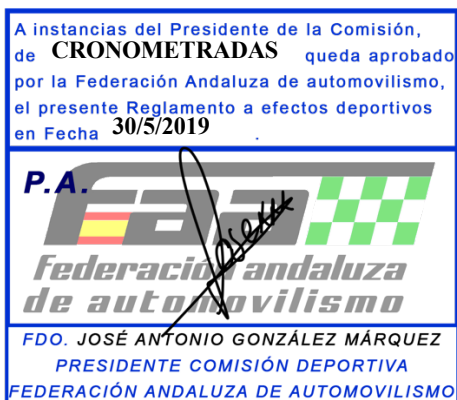 A instancias del Presidente de la Comisión,
de CRONOMETRADAS queda aprobado
por la Federación Andaluza de automovilismo,
el presente Reglamento a efectos deportivos
en Fecha 30/5/2019 .
P.A.
FAA
federación andaluza
de automovilismo
FDO. JOSÉ ANTONIO GONZÁLEZ MÁRQUEZ
PRESIDENTE COMISIÓN DEPORTIVA
FEDERACIÓN ANDALUZA DE AUTOMOVILISMO